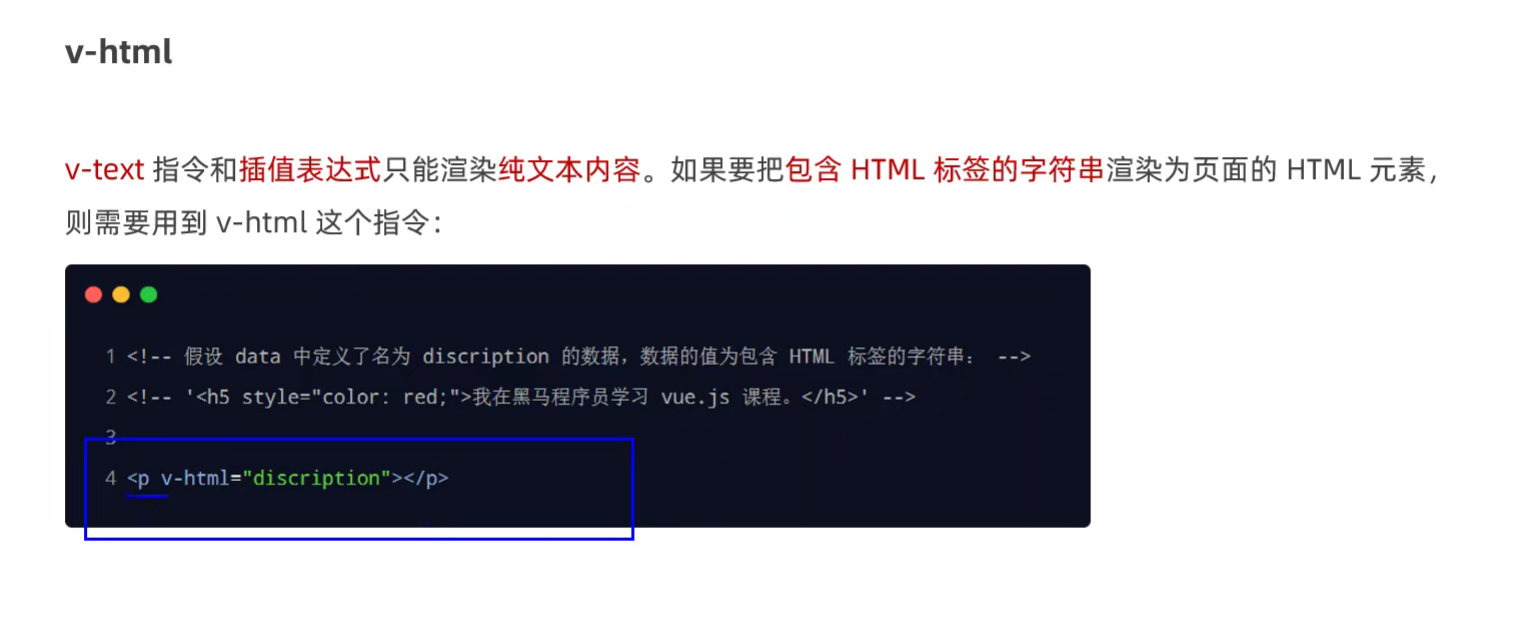 v-html
v-text 指令和插值表达式只能渲染纯文本内容。如果要把包含 HTML 标签的字符串渲染为页面的 HTML 元素，
则需要用到 v-html 这个指令：
1 <!-- 假设 data 中定义了名为 discription 的数据，数据的值为包含 HTML 标签的字符串： -->
2 <!-- '<h5 style="color: red;">我在黑马程序员学习 vue.js 课程。</h5>' -->
3
4 <p v-html="discription"></p>